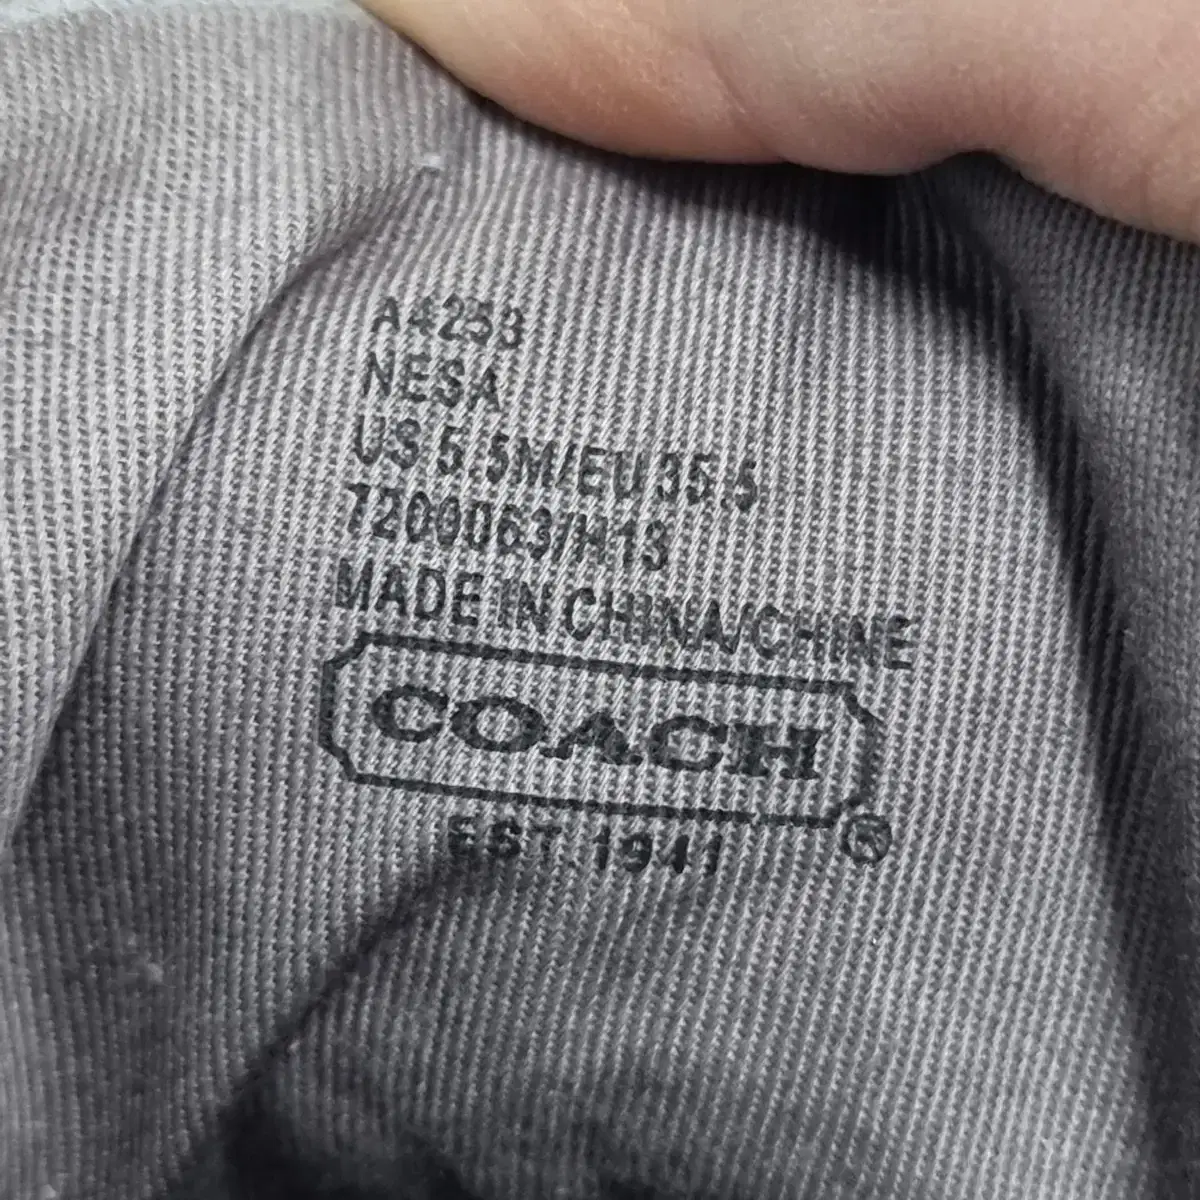 A4253
NESA
US 5.5M/EU 35.5
7200063/H13
MADE IN CHINA/CHINE
COACH
®
EST. 1941